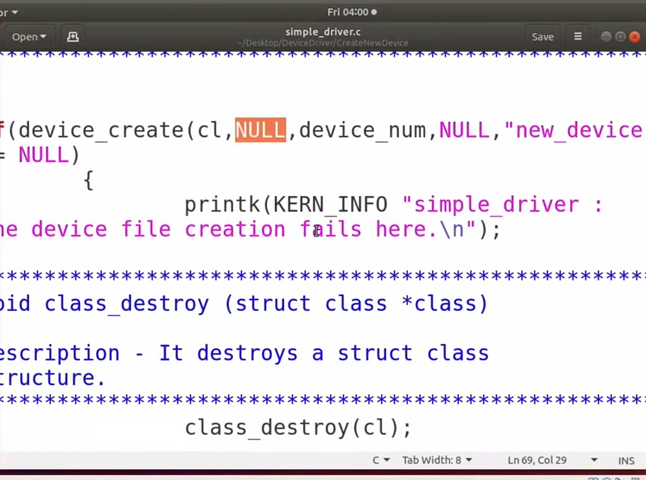 or
Fri 04:00
simple_driver.c
Open
~/Desktop/DeviceDriver/CreateNewDevice
Save
****************************************************
f(device_create(cl,NULL,device_num,NULL,"new_device
= NULL)
{
printk(KERN_INFO "simple_driver :
he device file creation fails here.\n");
****************************************************
oid class_destroy (struct class *class)
escription - It destroys a struct class
tructure.
****************************************************
class_destroy(cl);
C
Tab Width: 8
Ln 69, Col 29
INS